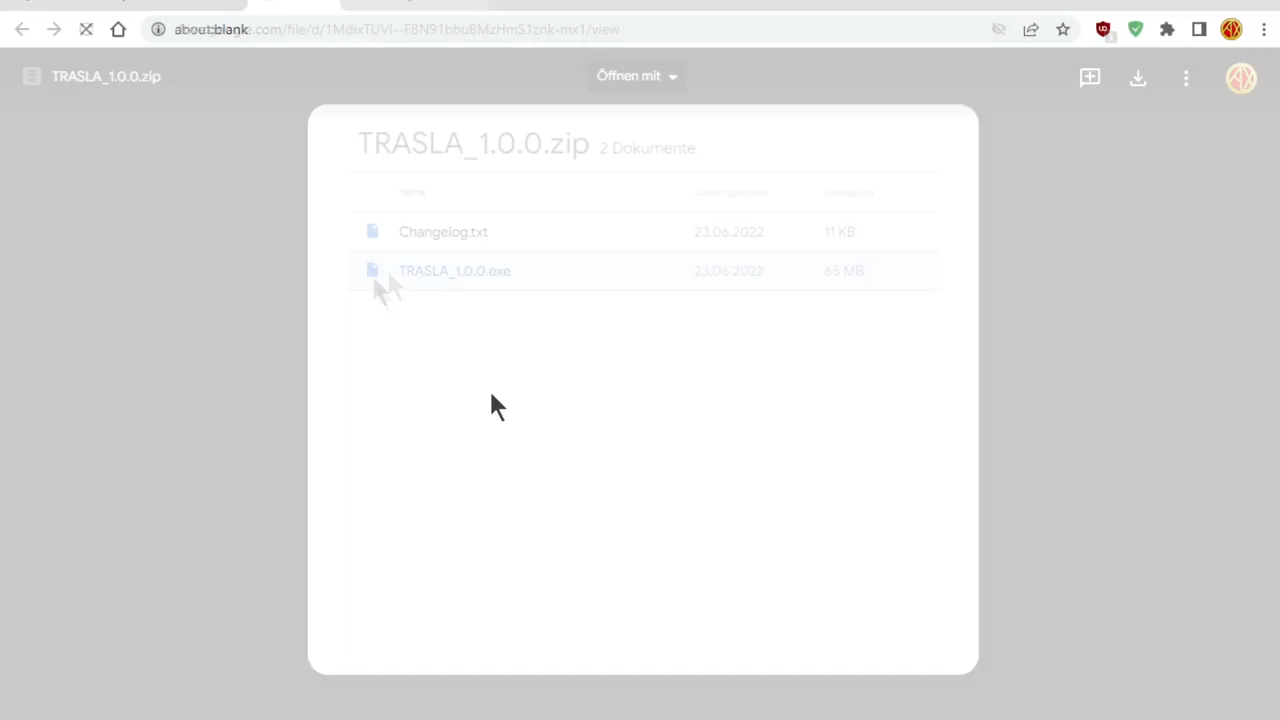 about:blank
TRASLA_1.0.0.zip
Öffnen mit
TRASLA_1.0.0.zip 2 Dokumente
Name
Changelog.txt 23.06.2022 11 KB
TRASLA_1.0.0.exe 23.06.2022 65 MB